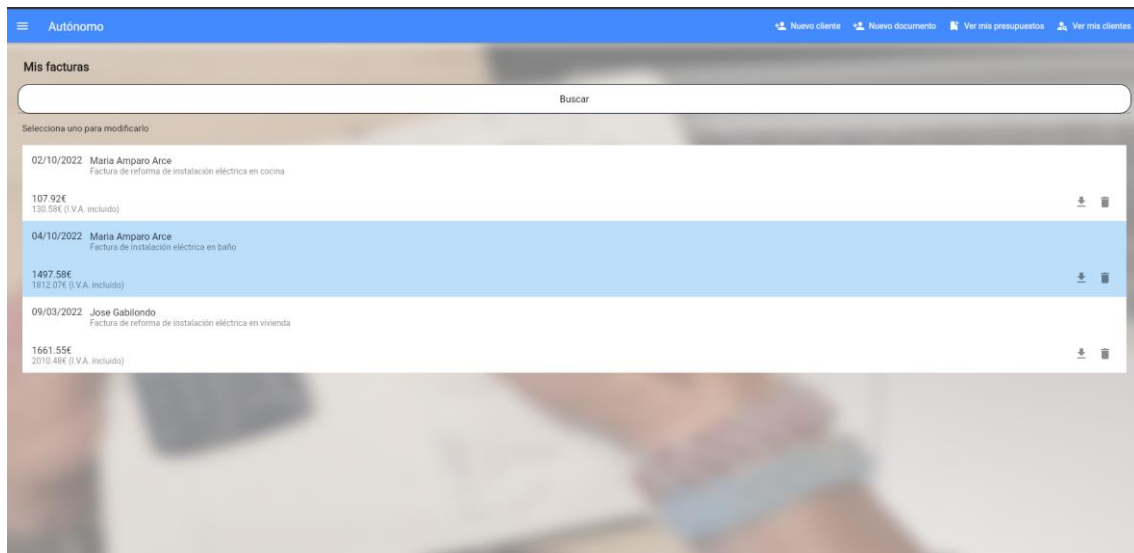 Autónomo
Nuevo cliente
Nuevo documento
Ver mis presupuestos
Ver mis clientes
Mis facturas
Buscar
Selecciona uno para modificarlo
02/10/2022 Maria Amparo Arce
Factura de reforma de instalación eléctrica en cocina
107.92€
130.58€ (I.V.A. incluido)
04/10/2022 Maria Amparo Arce
Factura de instalación eléctrica en baño
1497.58€
1812.07€ (I.V.A. incluido)
09/03/2022 Jose Gabilondo
Factura de reforma de instalación eléctrica en vivienda
1661.55€
2010.48€ (I.V.A. incluido)